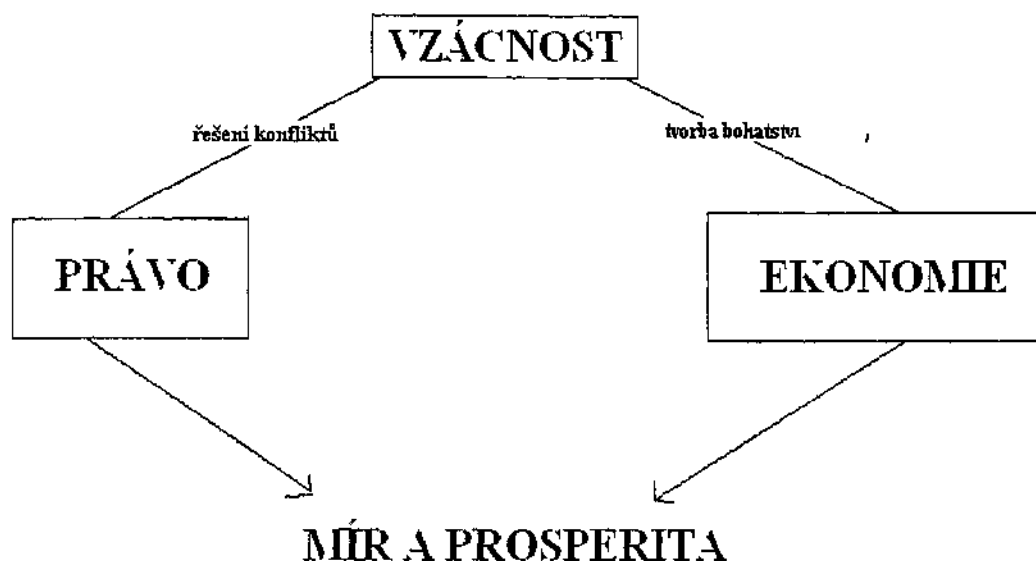 VZÁCNOST
řešení konfliktů
tvorba bohatství
PRÁVO
EKONOMIE
MÍR A PROSPERITA